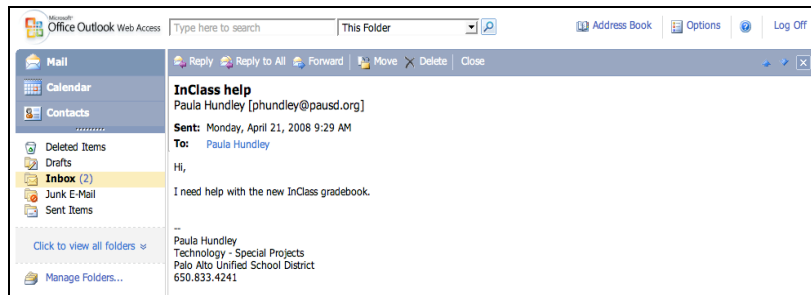 Microsoft®
Office Outlook Web Access
Type here to search
This Folder
Address Book
Options
Log Off
Mail
Calendar
Contacts
Deleted Items
Drafts
Inbox (2)
Junk E-Mail
Sent Items
Click to view all folders
Manage Folders...
Reply Reply to All Forward Move Delete Close
InClass help
Paula Hundley [phundley@pausd.org]
Sent: Monday, April 21, 2008 9:29 AM
To: Paula Hundley
Hi,
I need help with the new InClass gradebook.
--
Paula Hundley
Technology - Special Projects
Palo Alto Unified School District
650.833.4241